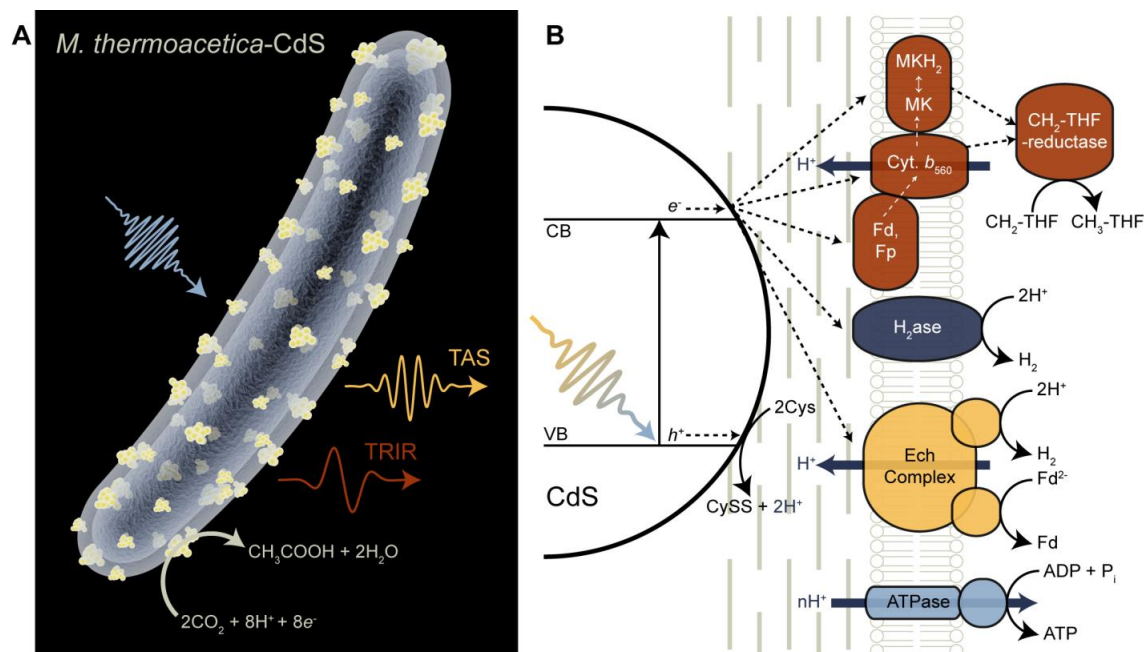 A
M. thermoacetica-CdS
TAS
TRIR
CH₃COOH + 2H₂O
2CO₂ + 8H⁺ + 8e⁻
B
MKH₂
MK
CH₂-THF
-reductase
H⁺
Cyt. b₅₆₀
e⁻
CH₂-THF
CH₃-THF
CB
Fd,
Fp
2H⁺
H₂ase
H₂
2H⁺
2Cys
VB
h⁺
H₂
H⁺
Ech
Complex
Fd²⁻
CdS
CySS + 2H⁺
Fd
ADP + Pᵢ
nH⁺
ATPase
ATP